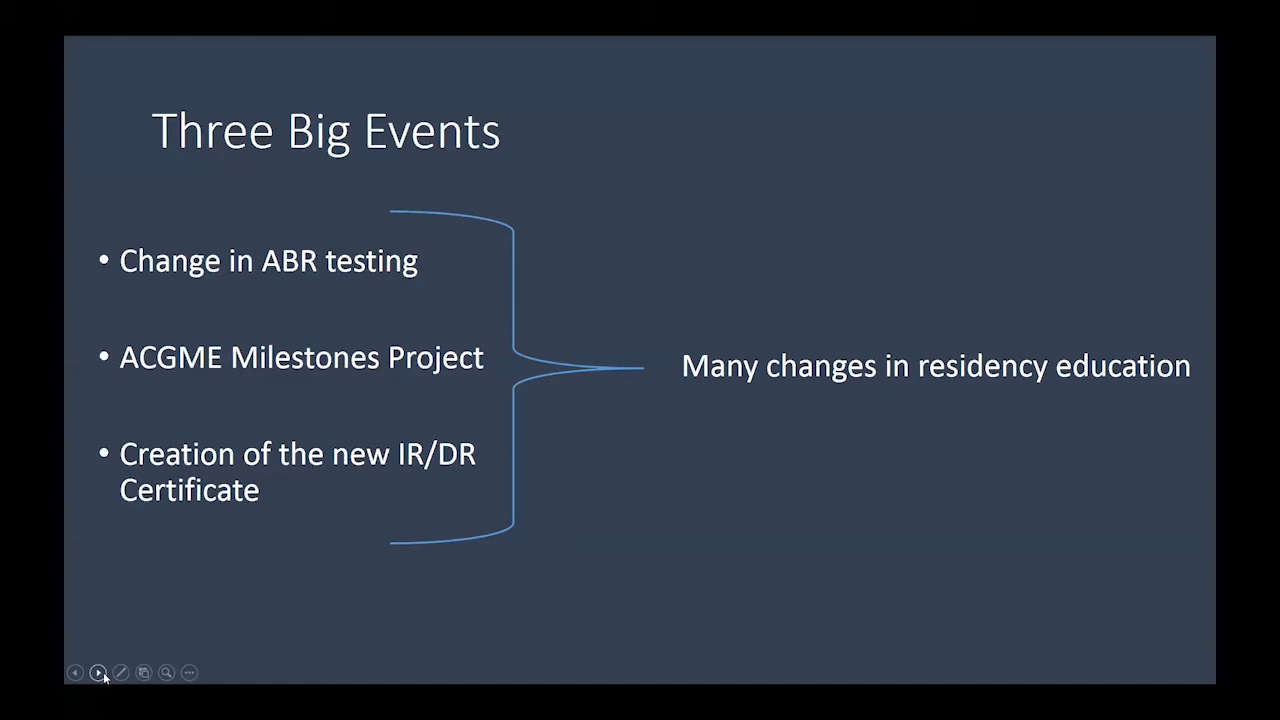 Three Big Events
• Change in ABR testing
• ACGME Milestones Project
• Creation of the new IR/DR
Certificate
Many changes in residency education